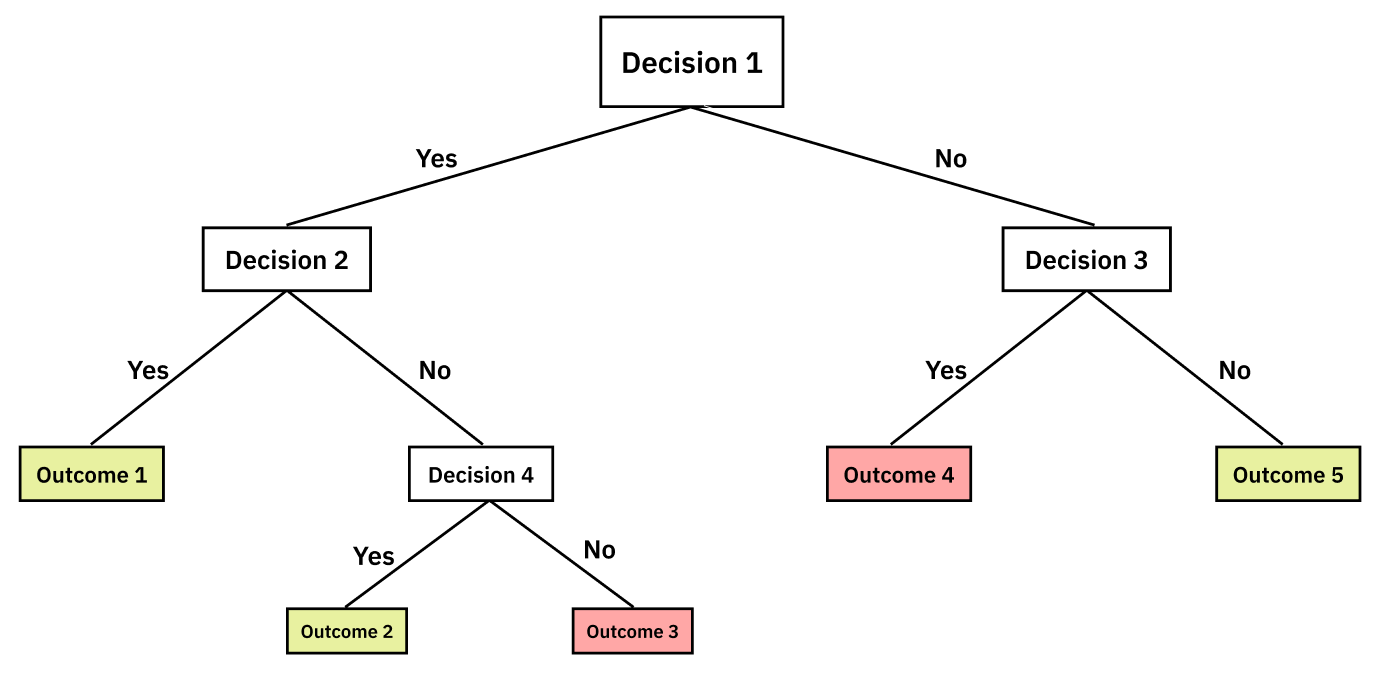 Decision 1
Yes
No
Decision 2
Decision 3
Yes
No
Yes
No
Outcome 1
Decision 4
Outcome 4
Outcome 5
Yes
No
Outcome 2
Outcome 3